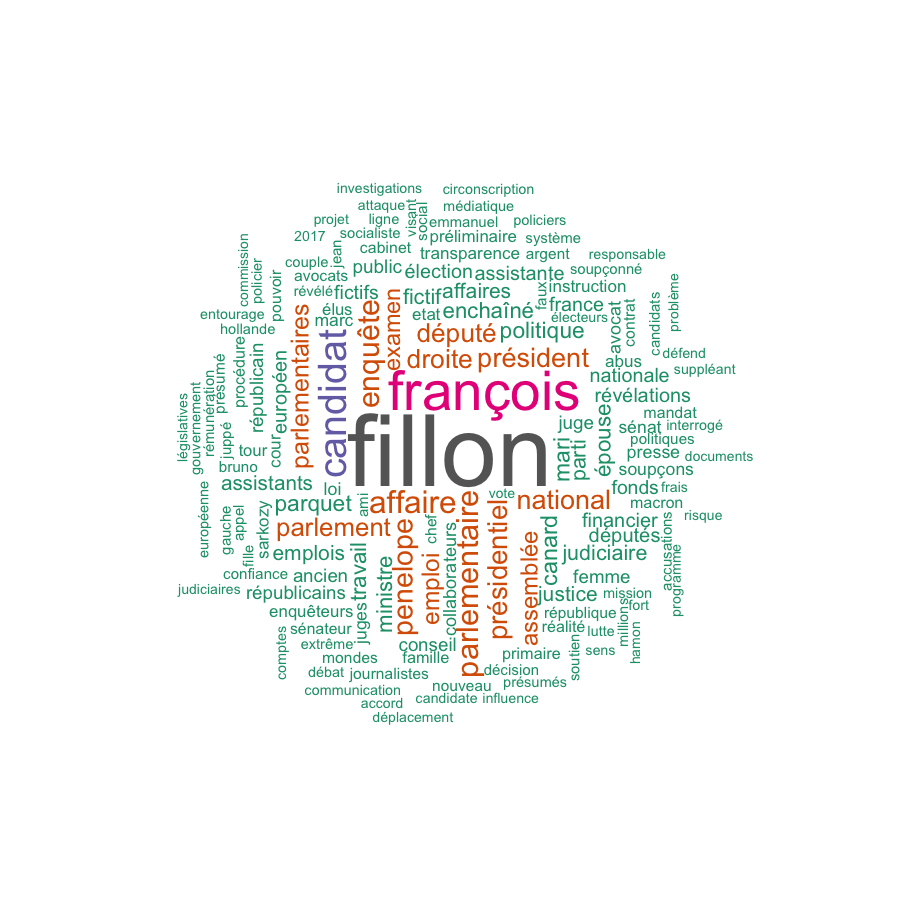 investigations
circonscription
attaque
médiatique
projet
ligne
visant
social
emmanuel
policiers
2017
socialiste
préliminaire
système
commission
policier
jean
cabinet
transparence
argent
responsable
couple
public
élection
assistante
soupçonné
avocats
pouvoir
révélé
fictifs
examen
fictif
affaires
faux
instruction
problème
entourage
élus
enquête
etat
enchaîné
france
contrat
candidats
hollande
marc
parlementaires
député
politique
électeurs
avocat
procédure
républicain
européen
candidat
droite
président
abus
défend
présumé
nationale
suppléant
législatives
gouvernement
rémunération
françois
révélations
juppé
cour
fillon
mari
parti
épouse
juge
sénat
mandat
interrogé
tour
politiques
bruno
presse
documents
assistants
loi
soupçons
européenne
gauche
appel
sarkozy
parquet
ami
affaire
vote
national
fonds
frais
macron
risque
fille
parlement
penelope
chef
parlementaire
présidentiel
financier
députés
accusations
emplois
travail
emploi
collaborateurs
assemblée
canard
judiciaire
programme
confiance
ancien
ministre
femme
judiciaires
républicains
justice
mission
enquêteurs
juges
république
millions
fort
sénateur
réalité
lutte
hamon
comptes
extrême
conseil
primaire
soutien
sens
mondes
famille
débat
journalistes
décision
communication
nouveau
présumés
accord
candidate
influence
déplacement